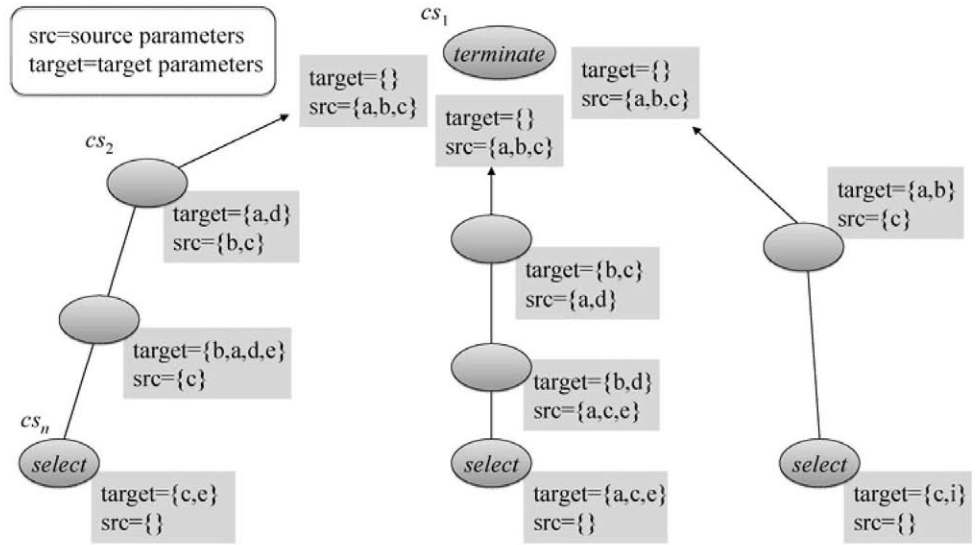 src=source parameters
target=target parameters
cs1
terminate
target={}
src={a,b,c}
target={}
src={a,b,c}
target={}
src={a,b,c}
cs2
target={a,d}
src={b,c}
target={a,b}
src={c}
target={b,c}
src={a,d}
target={b,a,d,e}
src={c}
target={b,d}
src={a,c,e}
csn
select
target={c,e}
src={}
select
target={a,c,e}
src={}
select
target={c,i}
src={}